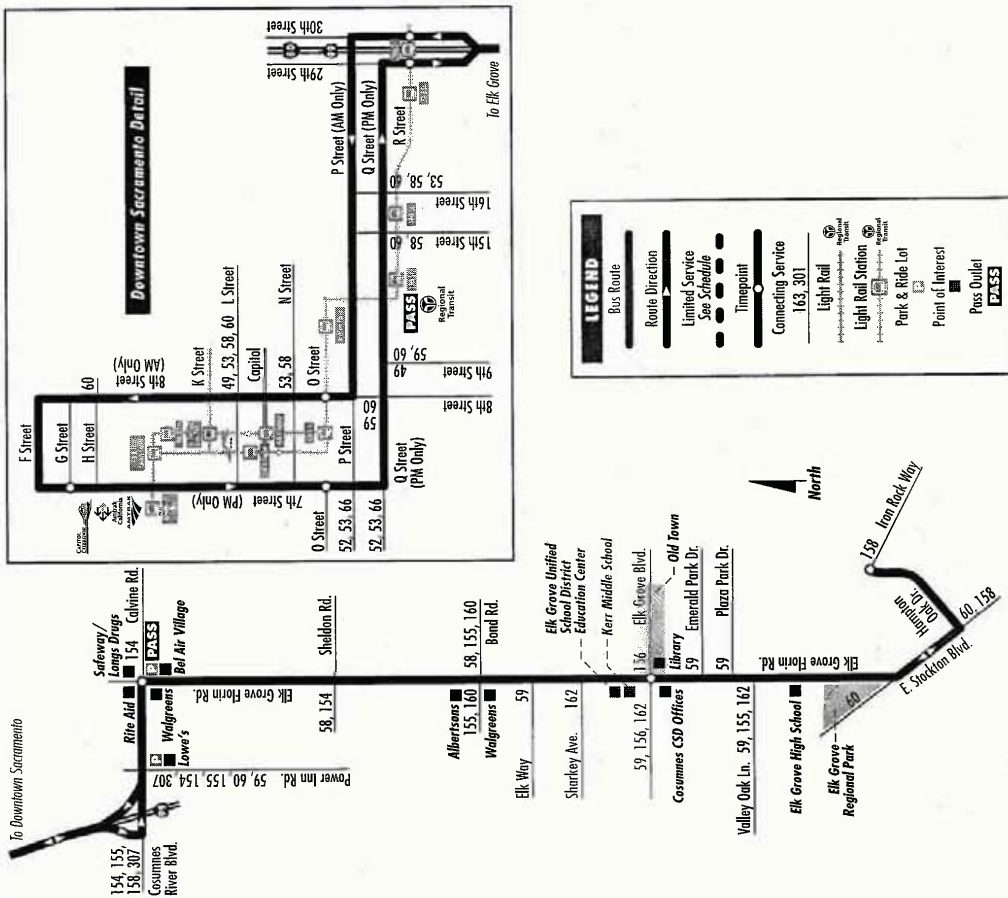 Downtown Sacramento Detail
30th Street
29th Street
To Elk Grove
P Street (AM Only)
Q Street (PM Only)
R Street
53, 58, 60
16th Street
58, 60
15th Street
PASS
Regional
Transit
F Street
G Street
H Street
60
8th Street
(AM Only)
K Street
49, 53, 58, 60
L Street
Capitol
N Street
53, 58
O Street
59, 60
49
9th Street
8th Street
60
59
P Street
Q Street
(PM Only)
7th Street
(PM Only)
O Street
52, 53, 66
52, 53, 66
Amtrak
California
AMTRAK
LEGEND
Bus Route
Route Direction
Limited Service
See Schedule
Timepoint
Connecting Service
163, 301
Light Rail
Regional
Transit
Light Rail Station
Regional
Transit
Park & Ride Lot
Point of Interest
Pass Outlet
PASS
North
To Downtown Sacramento
154, 155,
158, 307
Cosumnes
River Blvd.
Safeway/
Longs Drugs
154
Calvine Rd.
Rite Aid
P
PASS
Bel Air Village
Walgreens
P
Lowe's
307
154
155
59, 60
Power Inn Rd.
Elk Grove Florin Rd.
Sheldon Rd.
58, 154
58, 155, 160
Bond Rd.
Albertsons
155, 160
Walgreens
Elk Way
59
Elk Grove Unified
School District
Education Center
Kerr Middle School
Sharkey Ave.
162
156
Elk Grove Blvd.
59, 156, 162
Old Town
Library
Cosumnes CSD Offices
59
Emerald Park Dr.
59
Plaza Park Dr.
Valley Oak Ln.
59, 155, 162
Elk Grove Florin Rd.
Elk Grove High School
Elk Grove
Regional Park
60
E. Stockton Blvd.
60, 158
Hampton
Oak Dr.
158
Iron Rock Way